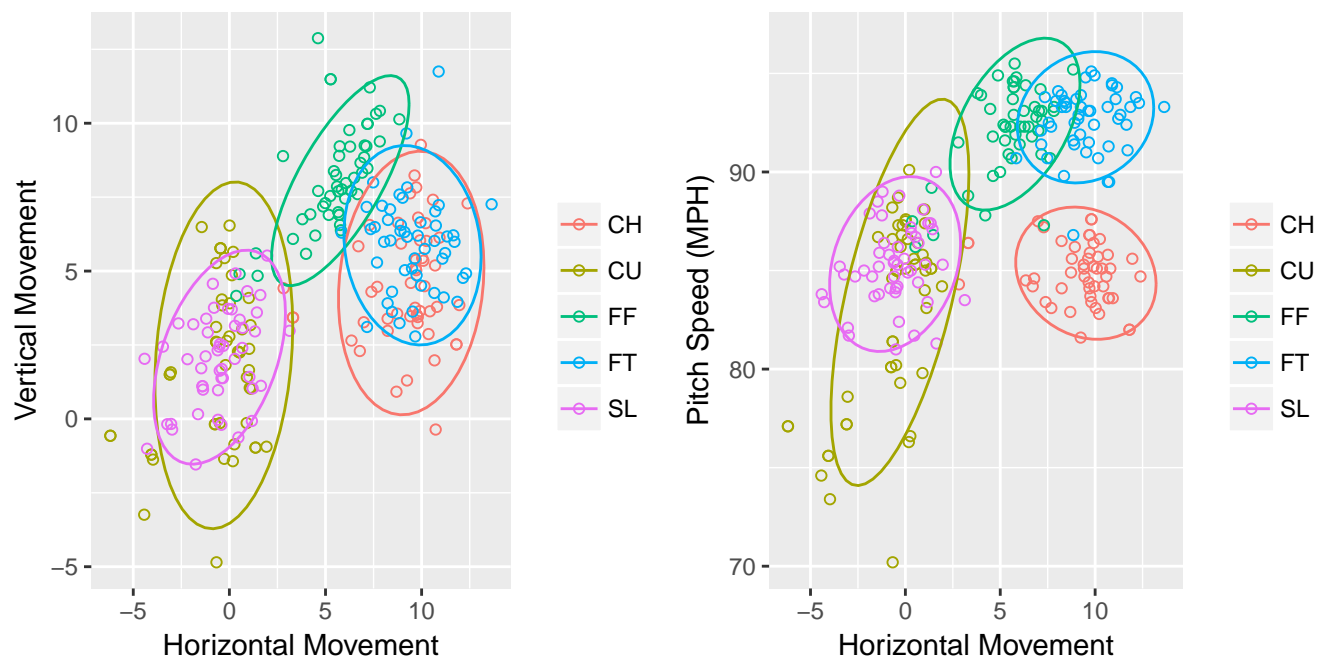 Vertical Movement
10
5
0
–5
–5
0
5
10
Horizontal Movement
CH
CU
FF
FT
SL
Pitch Speed (MPH)
90
80
70
–5
0
5
10
Horizontal Movement
CH
CU
FF
FT
SL